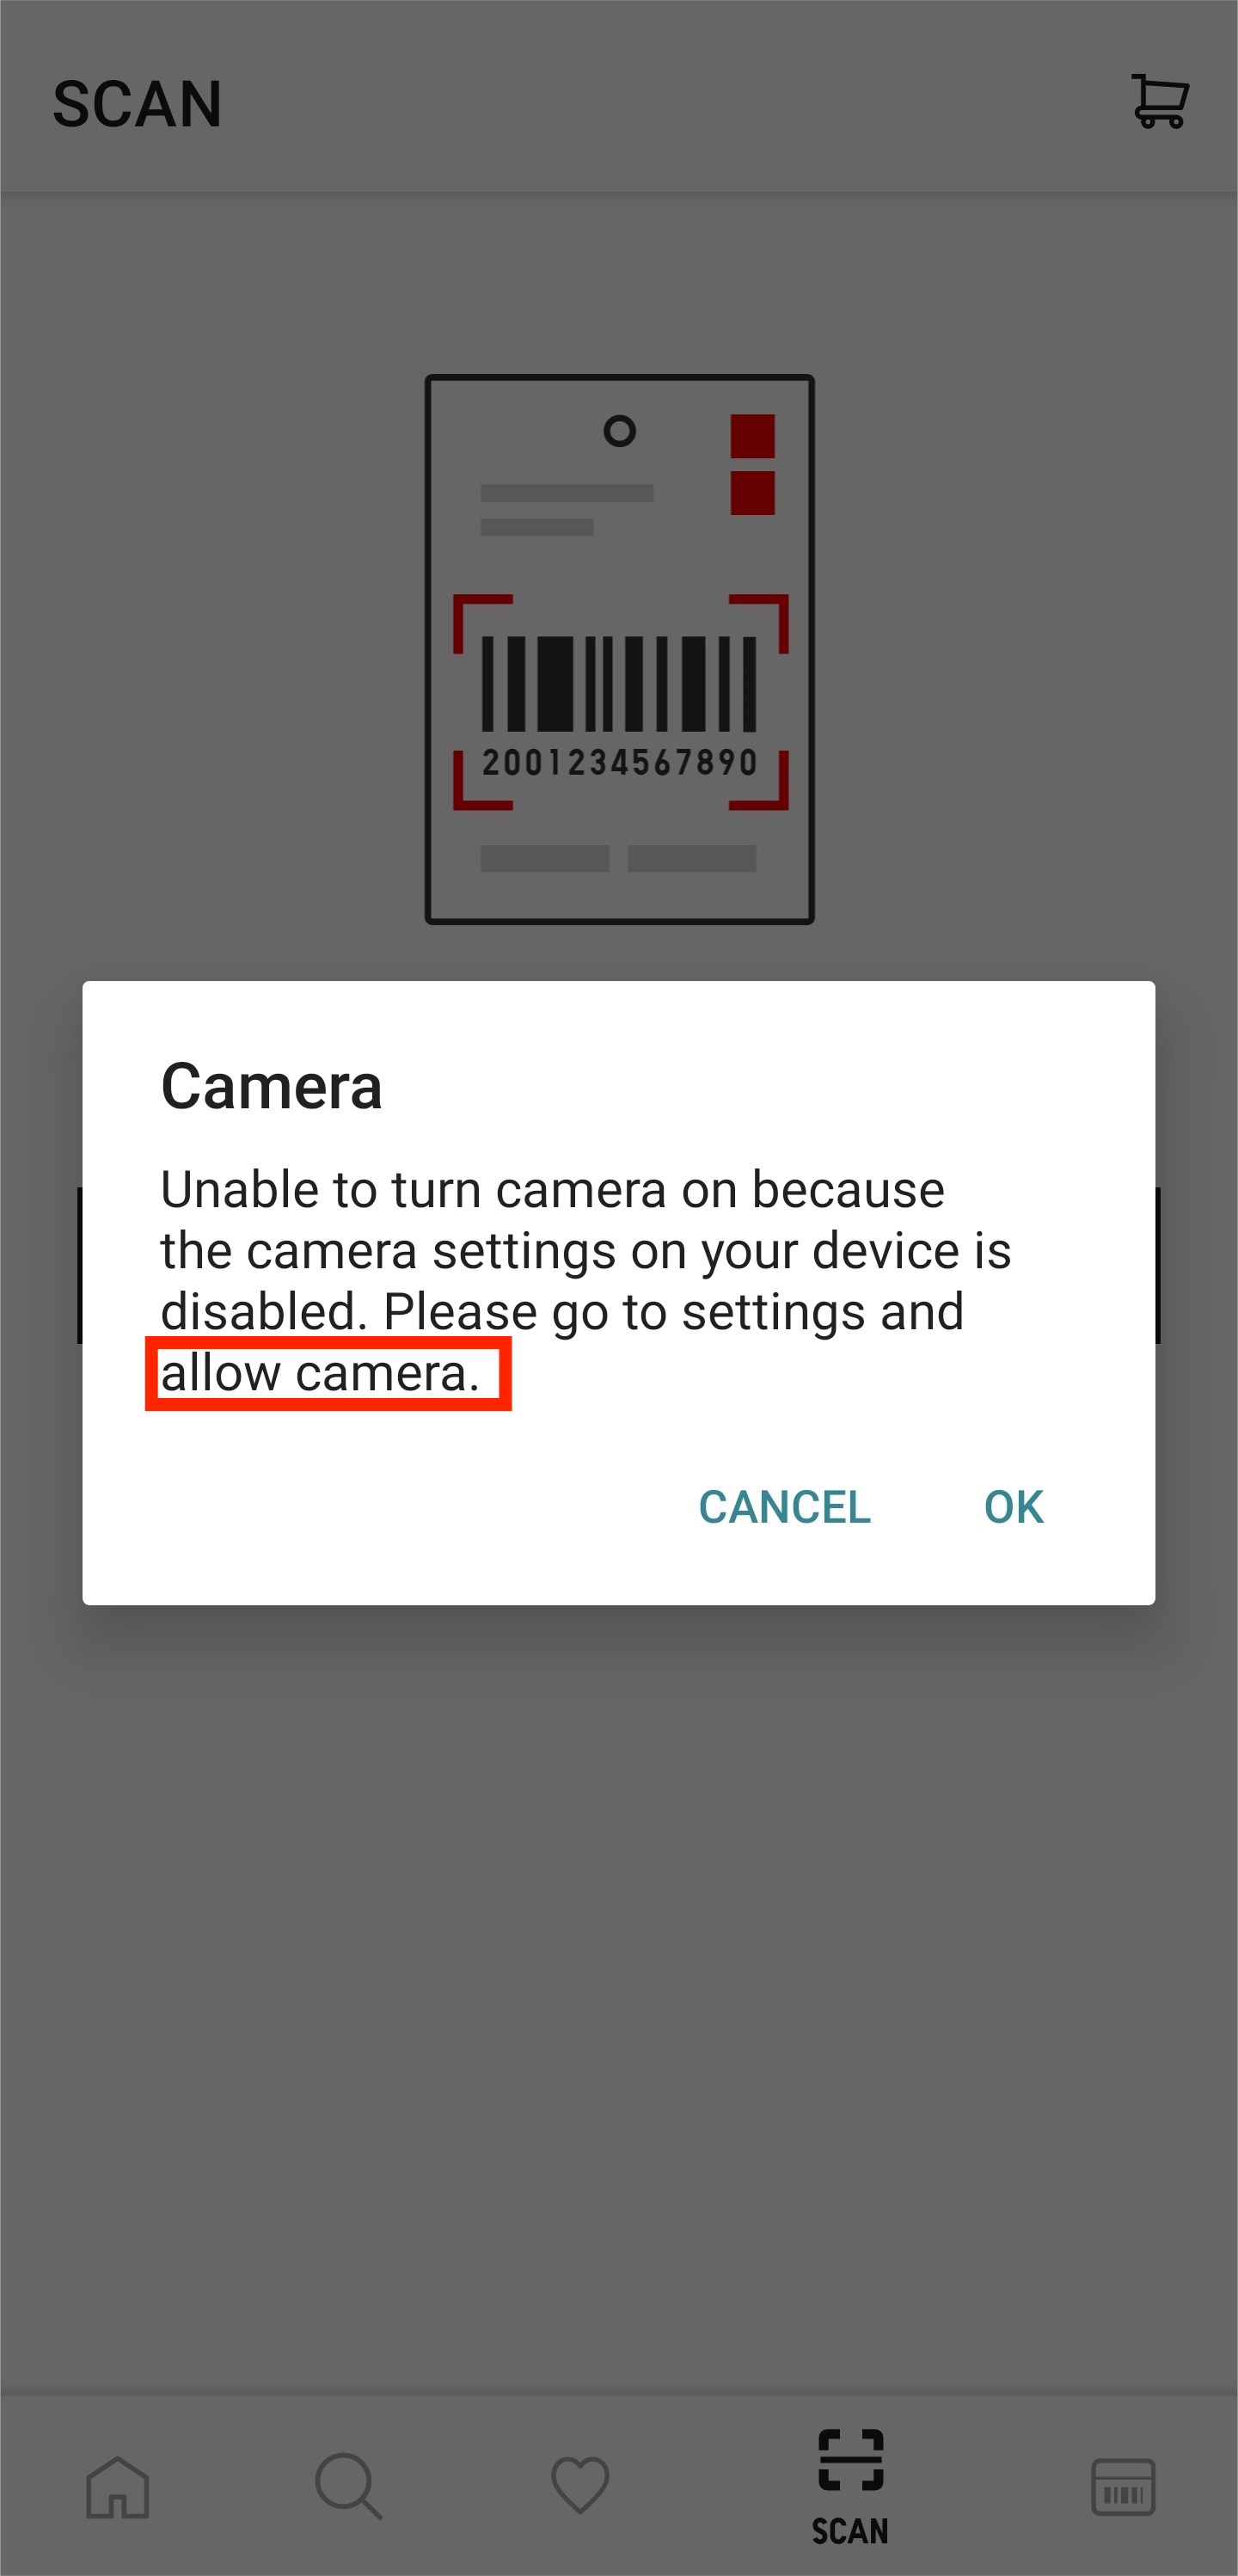 SCAN
2001234567890
Camera
Unable to turn camera on because
the camera settings on your device is
disabled. Please go to settings and
allow camera.
CANCEL OK
SCAN